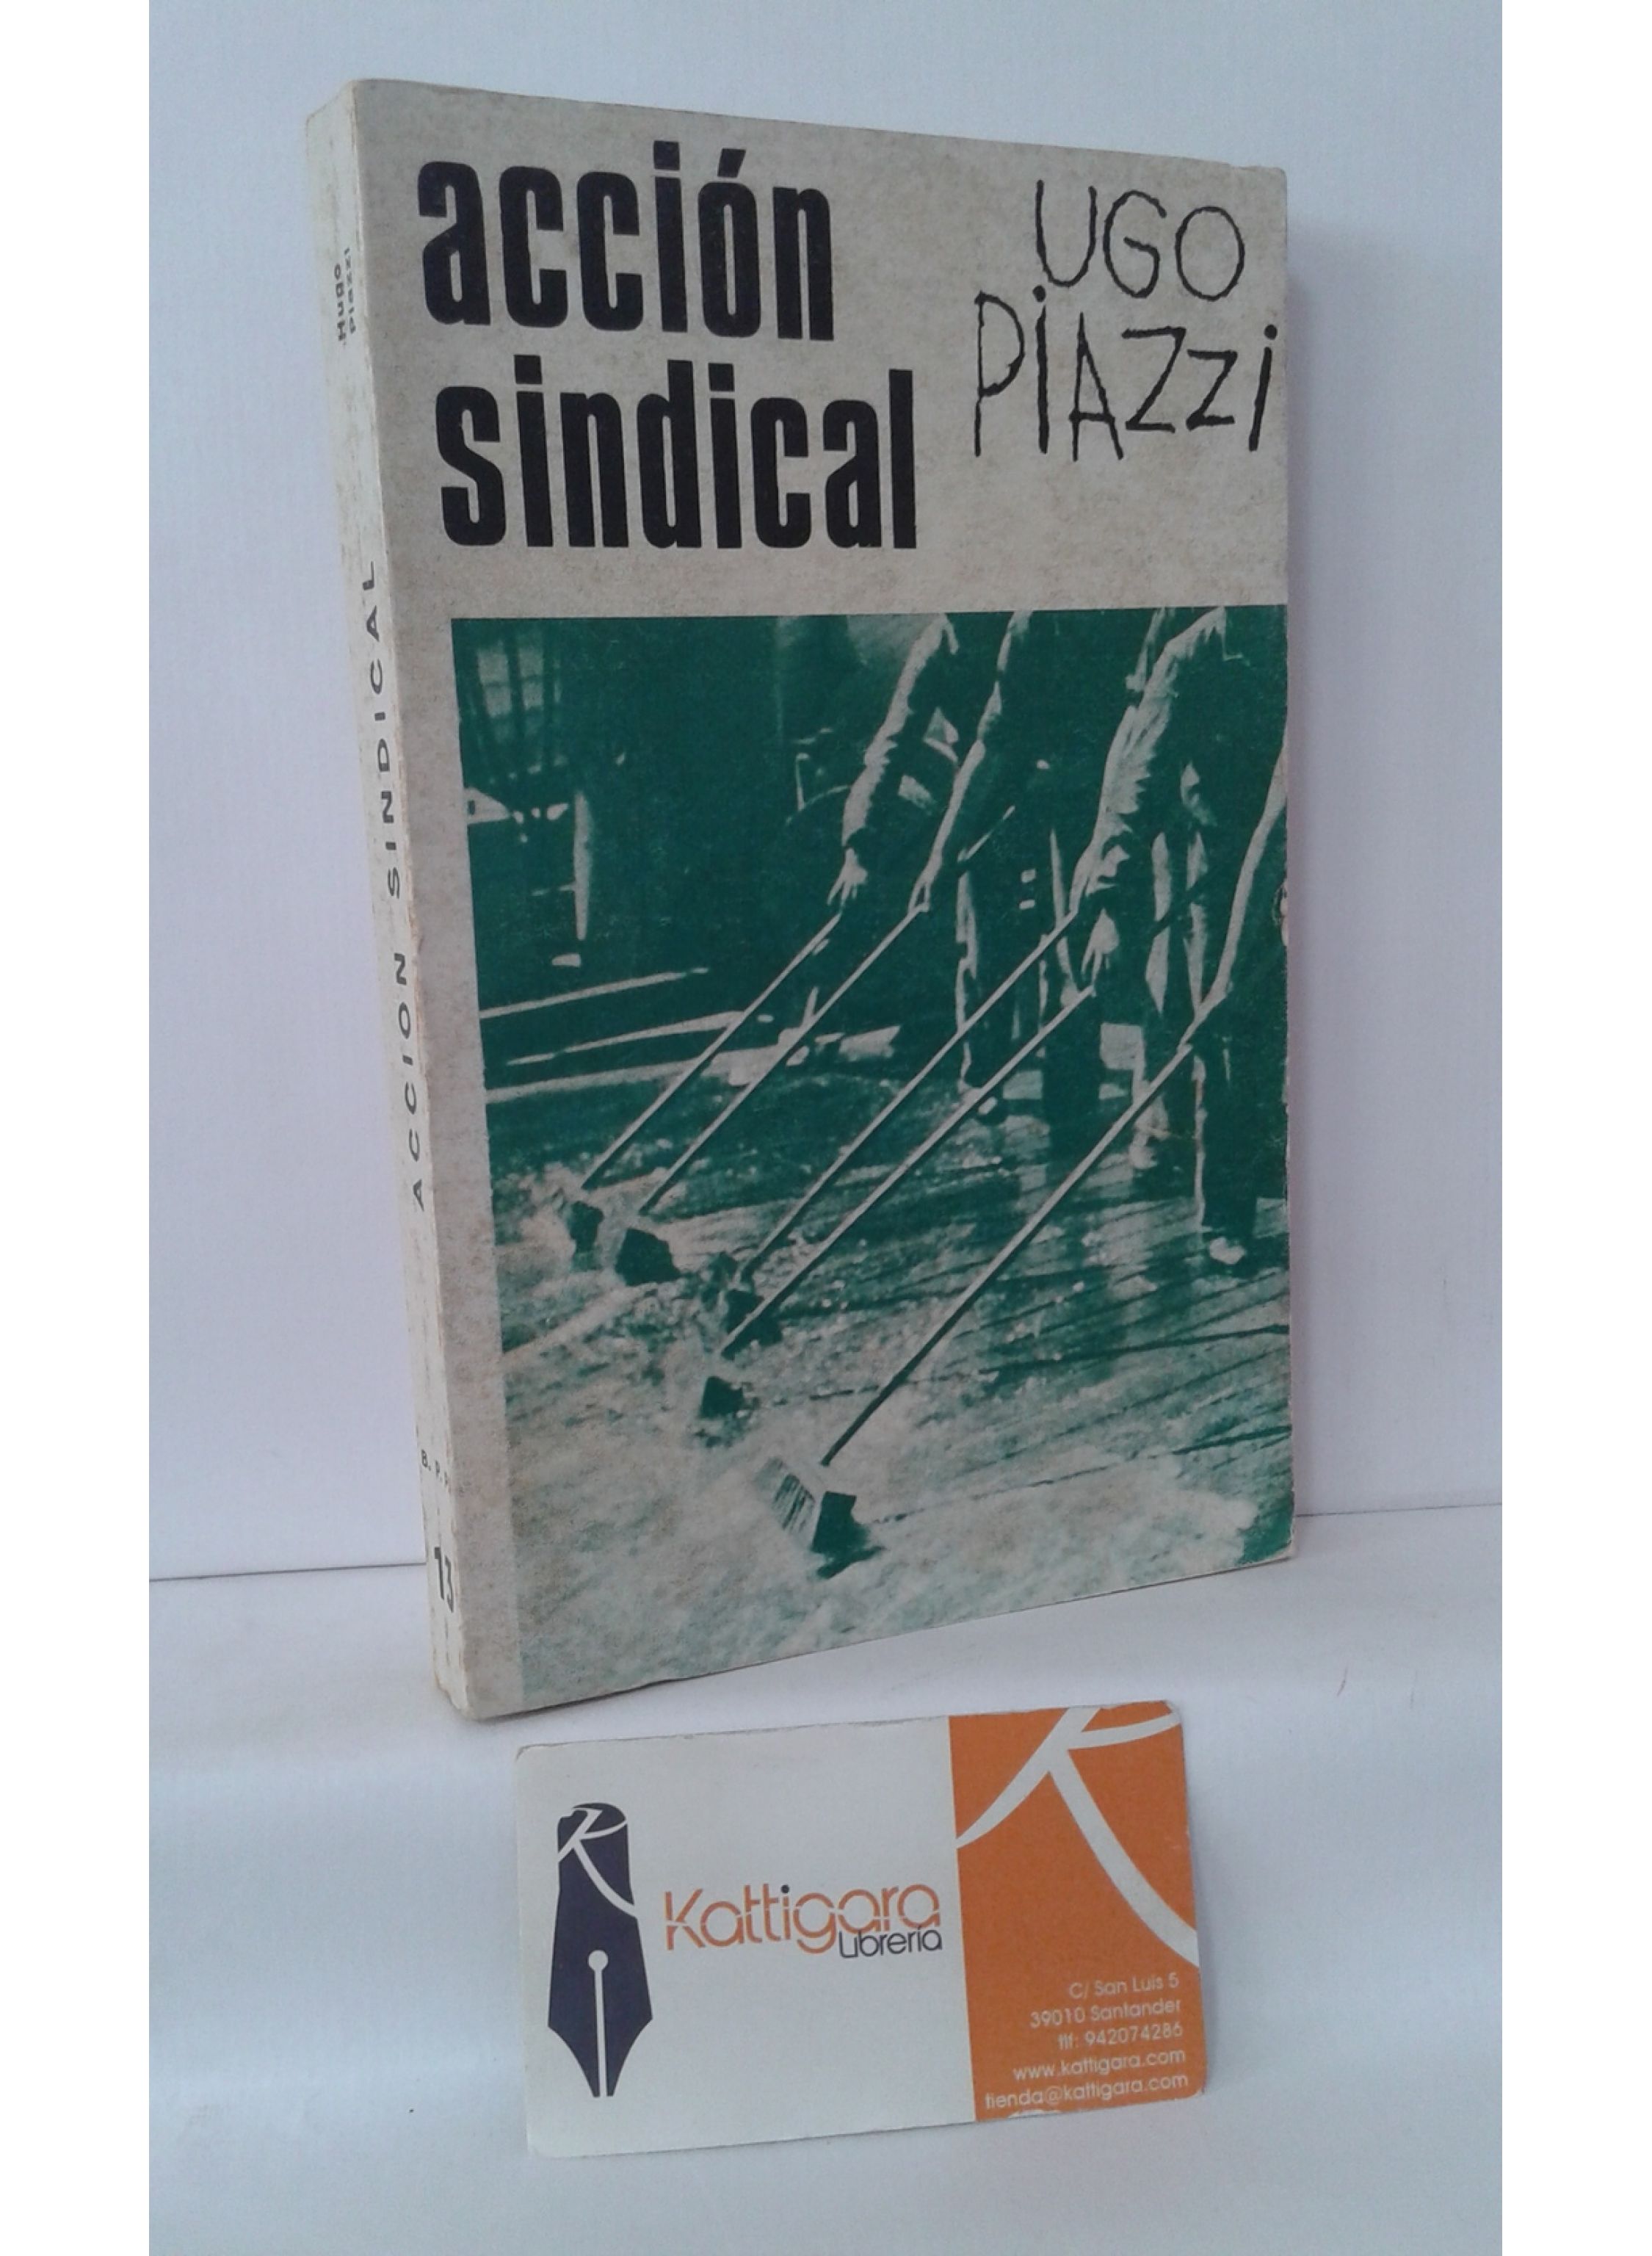 acción
sindical
UGO
PiAZZi
Hugo
Piazzi
ACCION SINDICAL
B. P. P
13
Kattigara
Librería
C/ San Luis 5
39010 Santander
tlf: 942074286
www.kattigara.com
tienda@kattigara.com